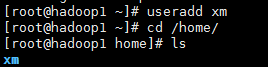 [root@hadoop1 ~]# useradd xm
[root@hadoop1 ~]# cd /home/
[root@hadoop1 home]# ls
xm